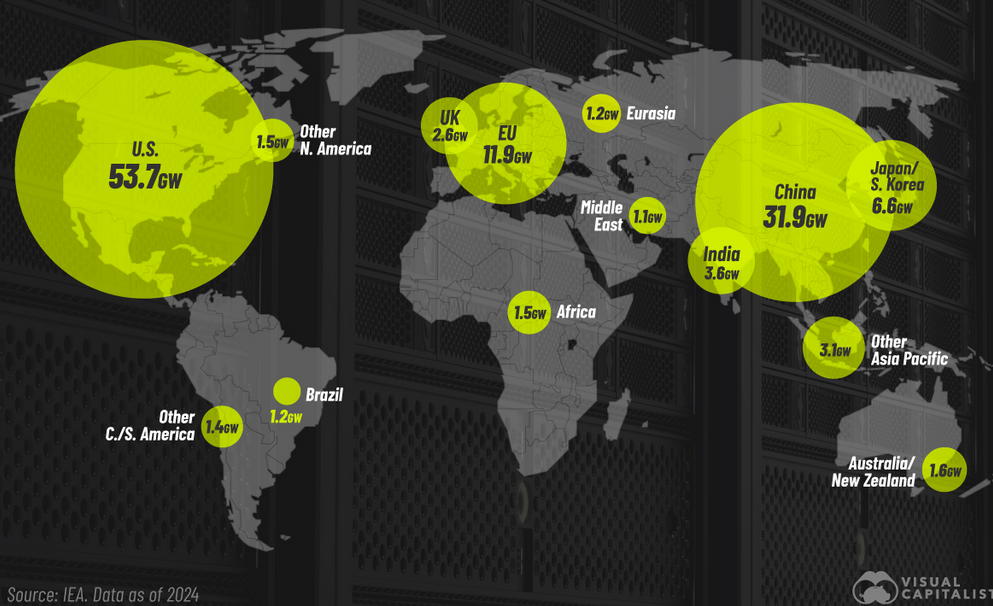 U.S.
53.7GW
1.5GW
Other
N. America
UK
2.6GW
EU
11.9GW
1.2GW Eurasia
Middle
East
1.1GW
China
31.9GW
Japan/
S. Korea
6.6GW
India
3.6GW
1.5GW Africa
3.1GW
Other
Asia Pacific
Brazil
1.2GW
Other
C./S. America
1.4GW
Australia/
New Zealand
1.6GW
Source: IEA. Data as of 2024
VISUAL
CAPITALIST